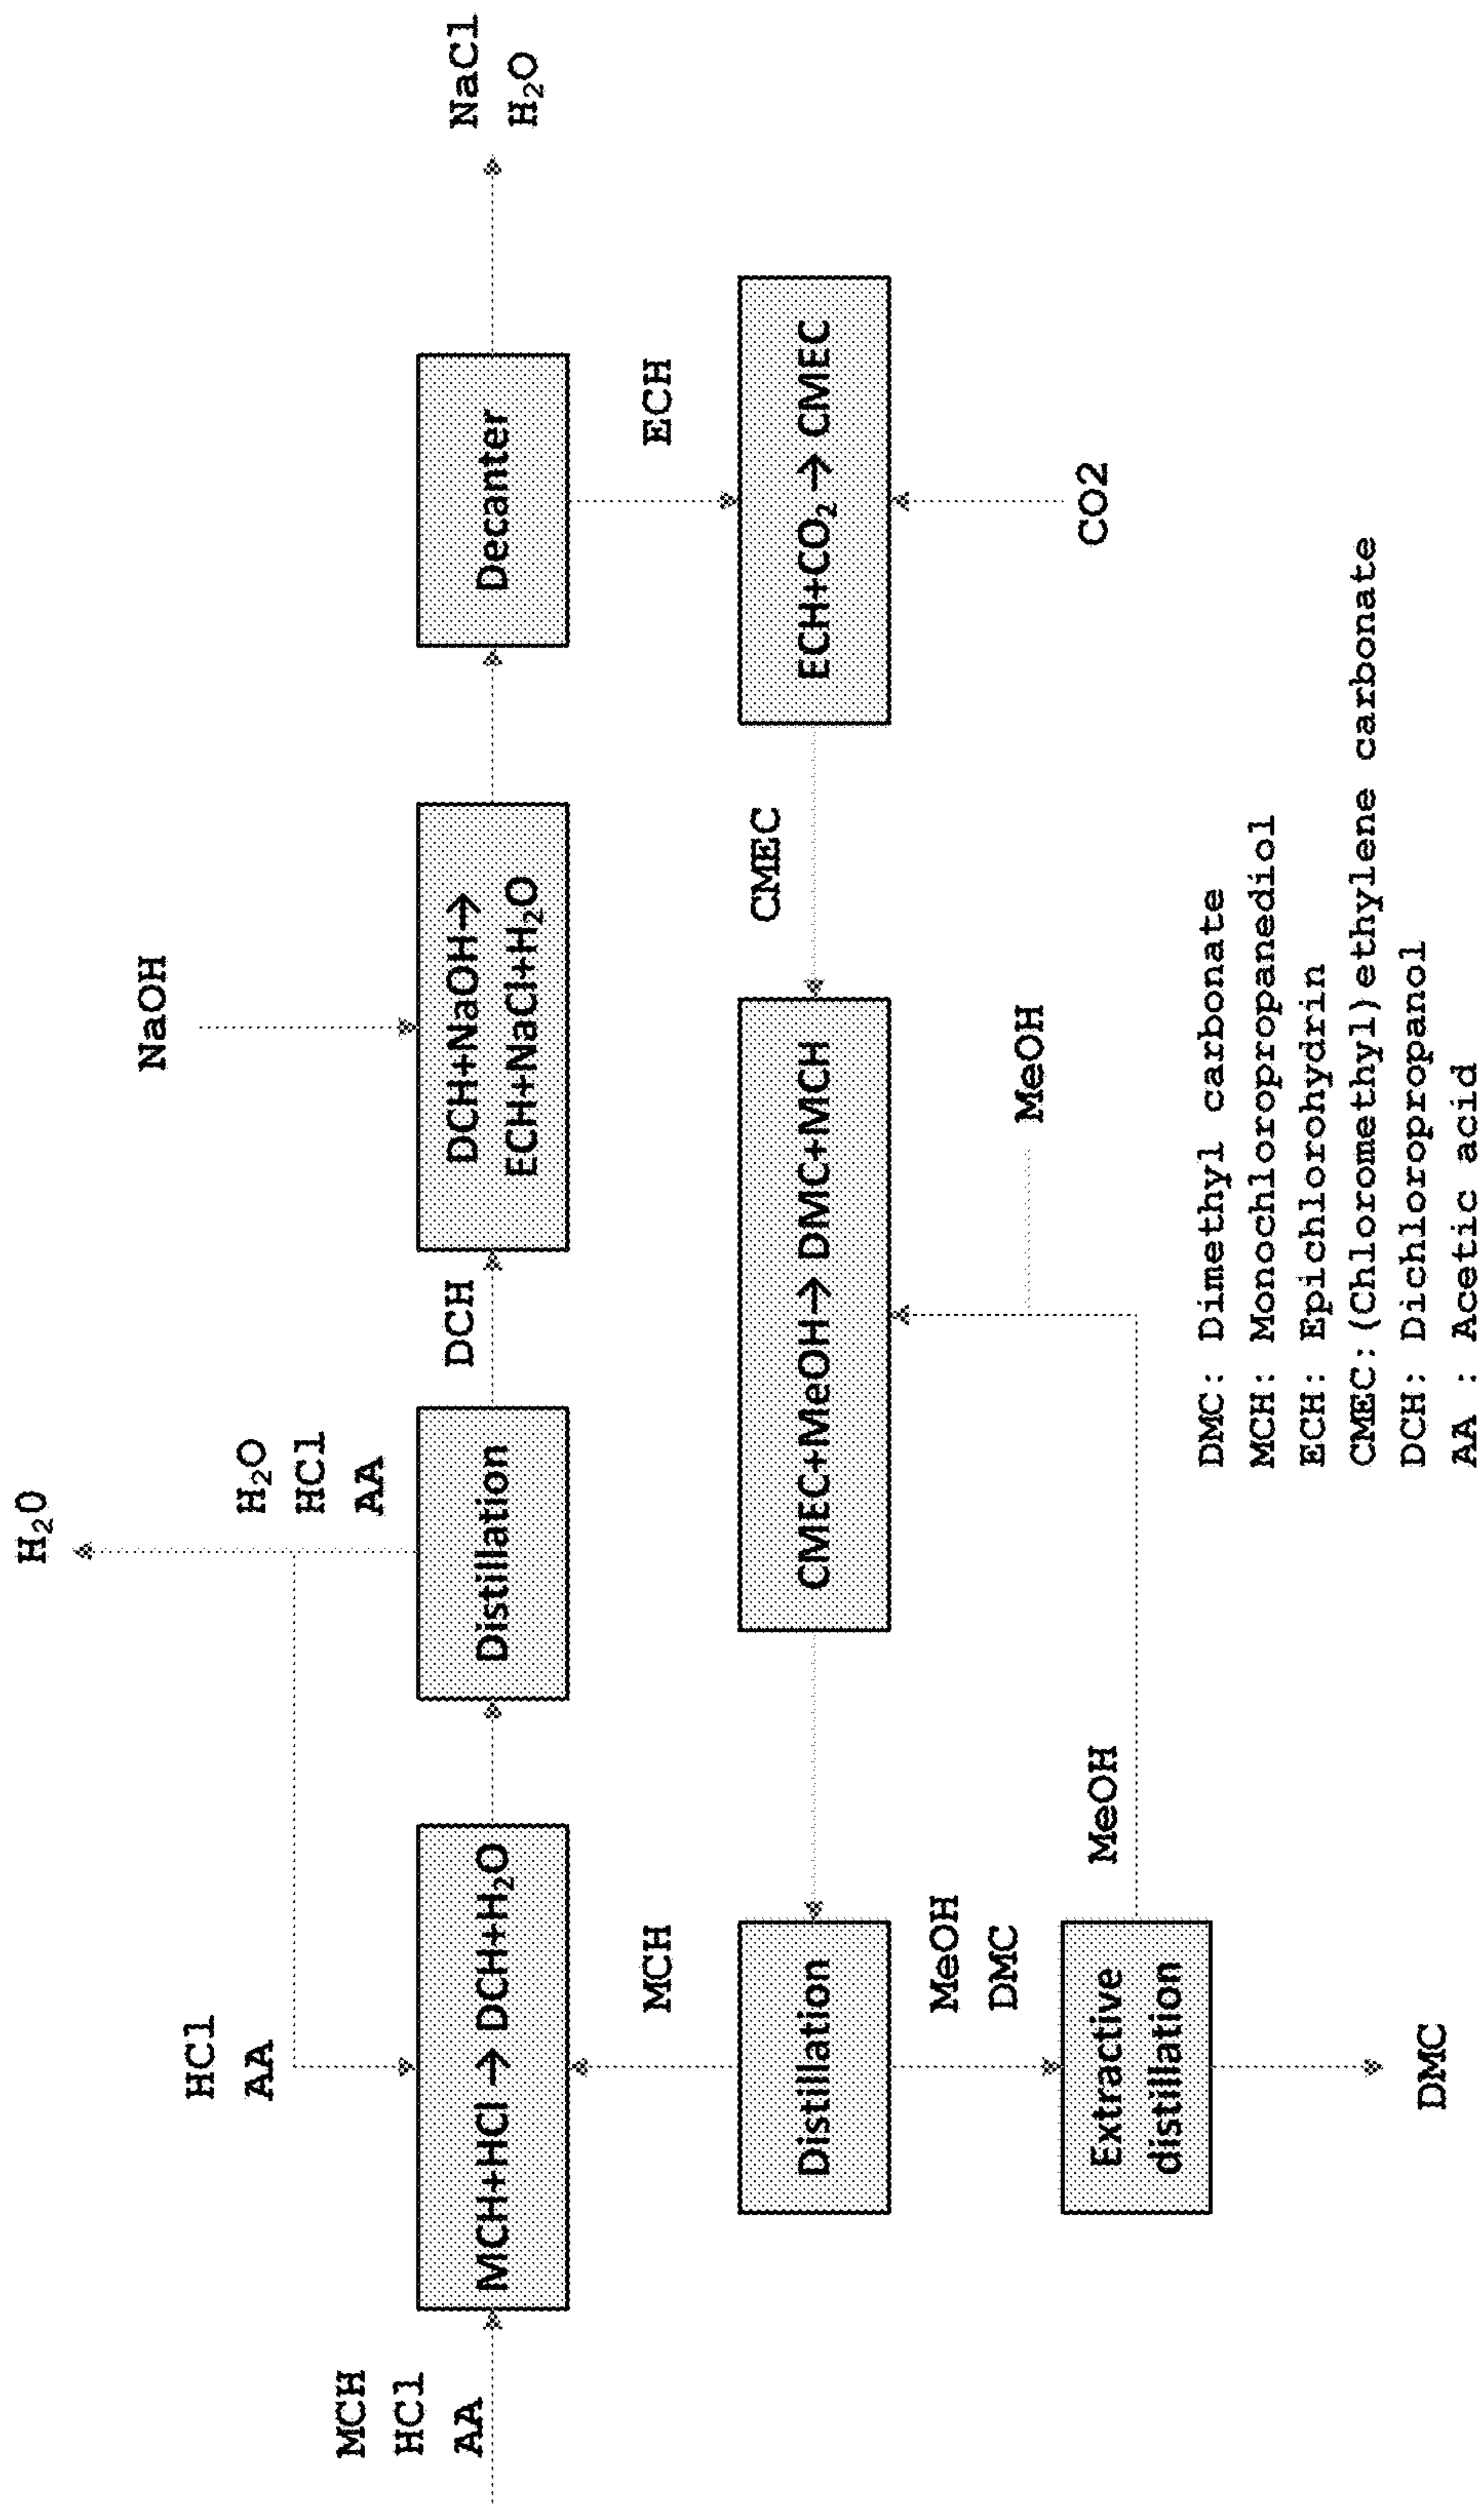 H₂O
HCl
AA
H₂O
HCl
AA
NaOH
MCH
HCl
AA
MCH+HCl → DCH+H₂O
Distillation
DCH
DCH+NaOH→
ECH+NaCl+H₂O
Decanter
NaCl
H₂O
MCH
ECH
Distillation
CMEC+MeOH→ DMC+MCH
CMEC
ECH+CO₂ → CMEC
MeOH
DMC
MeOH
CO2
Extractive
distillation
MeOH
DMC
DMC: Dimethyl carbonate
MCH: Monochloropropanediol
ECH: Epichlorohydrin
CMEC:(Chloromethyl)ethylene carbonate
DCH: Dichloropropanol
AA : Acetic acid